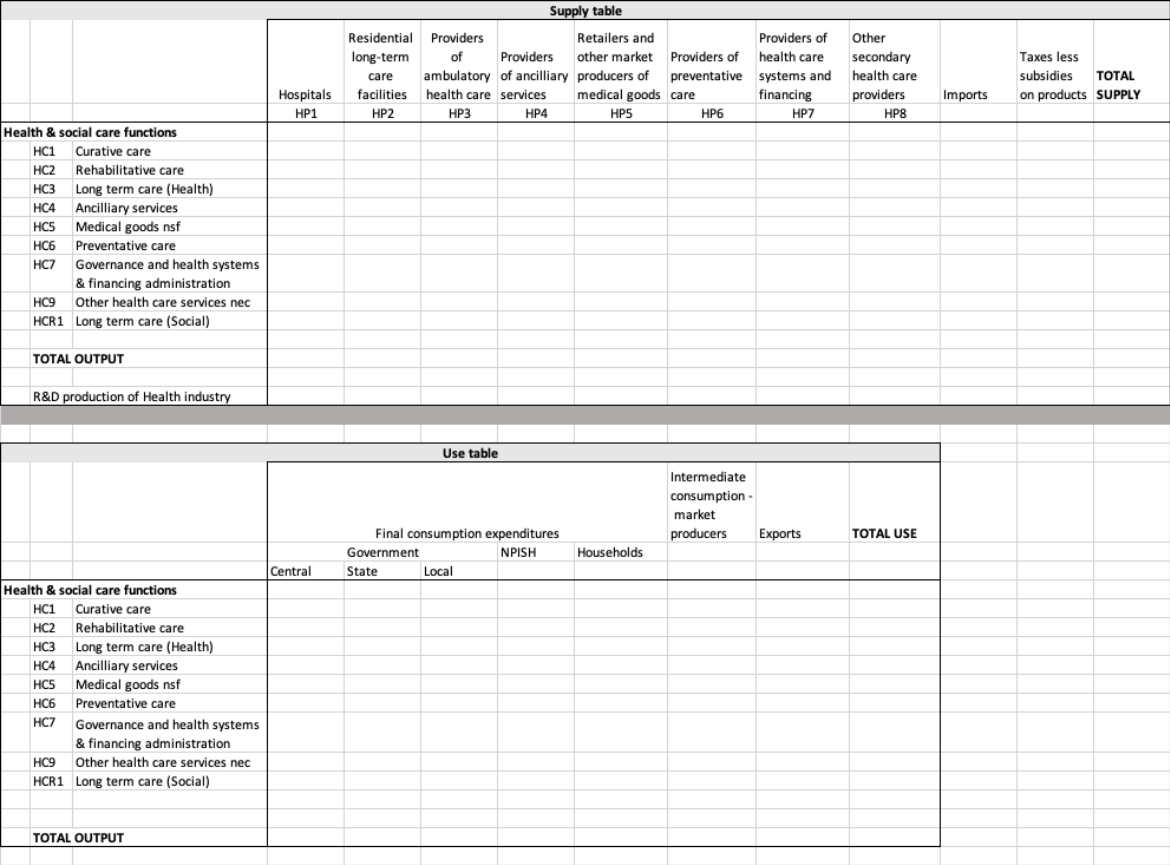 Supply table
Residential Providers Retailers and Providers of Other
long-term of Providers other market Providers of health care secondary Taxes less
care ambulatory of ancilliary producers of preventative systems and health care subsidies TOTAL
Hospitals facilities health care services medical goods care financing providers Imports on products SUPPLY
HP1 HP2 HP3 HP4 HP5 HP6 HP7 HP8
Health & social care functions
HC1 Curative care
HC2 Rehabilitative care
HC3 Long term care (Health)
HC4 Ancilliary services
HC5 Medical goods nsf
HC6 Preventative care
HC7 Governance and health systems
& financing administration
HC9 Other health care services nec
HCR1 Long term care (Social)
TOTAL OUTPUT
R&D production of Health industry
Use table
Intermediate
consumption -
market
Final consumption expenditures producers Exports TOTAL USE
Government NPISH Households
Central State Local
Health & social care functions
HC1 Curative care
HC2 Rehabilitative care
HC3 Long term care (Health)
HC4 Ancilliary services
HC5 Medical goods nsf
HC6 Preventative care
HC7 Governance and health systems
& financing administration
HC9 Other health care services nec
HCR1 Long term care (Social)
TOTAL OUTPUT